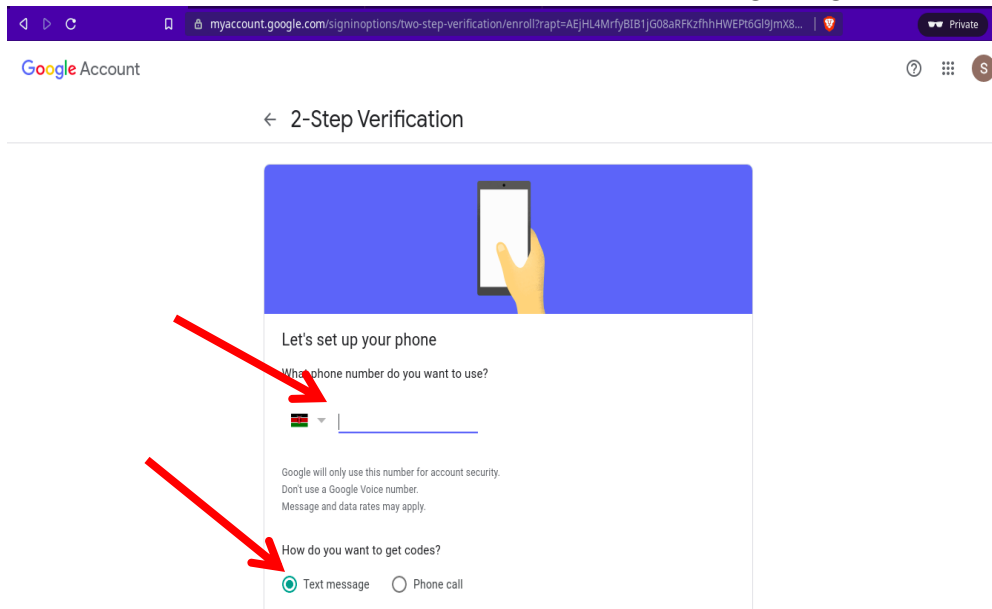 myaccount.google.com/signinoptions/two-step-verification/enroll?rapt=AEjHL4MrfyBIB1jG08aRFKzfhhHWEPt6Gl9JmX8...
Private
Google Account
S
2-Step Verification
Let's set up your phone
What phone number do you want to use?
Google will only use this number for account security.
Don't use a Google Voice number.
Message and data rates may apply.
How do you want to get codes?
Text message Phone call